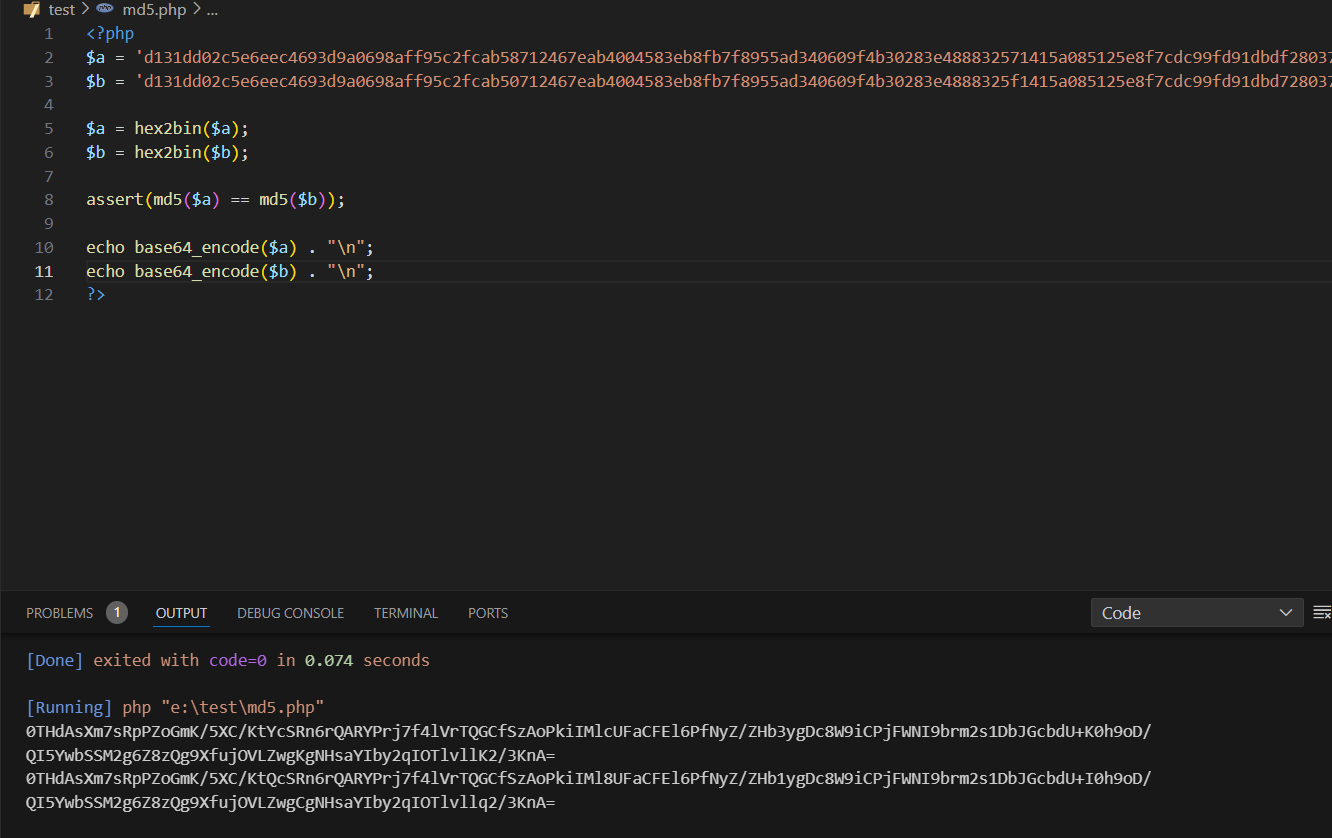 test > md5.php > ...
1 <?php
2 $a = 'd131dd02c5e6eec4693d9a0698aff95c2fcab58712467eab4004583eb8fb7f8955ad340609f4b30283e488832571415a085125e8f7cdc99fd91dbdf28037
3 $b = 'd131dd02c5e6eec4693d9a0698aff95c2fcab50712467eab4004583eb8fb7f8955ad340609f4b30283e4888325f1415a085125e8f7cdc99fd91dbd728037
4
5 $a = hex2bin($a);
6 $b = hex2bin($b);
7
8 assert(md5($a) == md5($b));
9
10 echo base64_encode($a) . "\n";
11 echo base64_encode($b) . "\n";
12 ?>
PROBLEMS 1 OUTPUT DEBUG CONSOLE TERMINAL PORTS Code
[Done] exited with code=0 in 0.074 seconds
[Running] php "e:\test\md5.php"
0THdAsXm7sRpPZoGmK/5XC/KtYcSRn6rQARYPrj7f4lVrTQGCfSzAoPkiIMlcUFaCFEl6PfNyZ/ZHb3ygDc8W9iCPjFWNI9brm2s1DbJGcbdU+K0h9oD/
QI5YwbSSM2g6Z8zQg9XfujOVLZwgKgNHsaYIby2qIOTlvllK2/3KnA=
0THdAsXm7sRpPZoGmK/5XC/KtQcSRn6rQARYPrj7f4lVrTQGCfSzAoPkiIMl8UFaCFEl6PfNyZ/ZHb1ygDc8W9iCPjFWNI9brm2s1DbJGcbdU+I0h9oD/
QI5YwbSSM2g6Z8zQg9XfujOVLZwgCgNHsaYIby2qIOTlvllq2/3KnA=